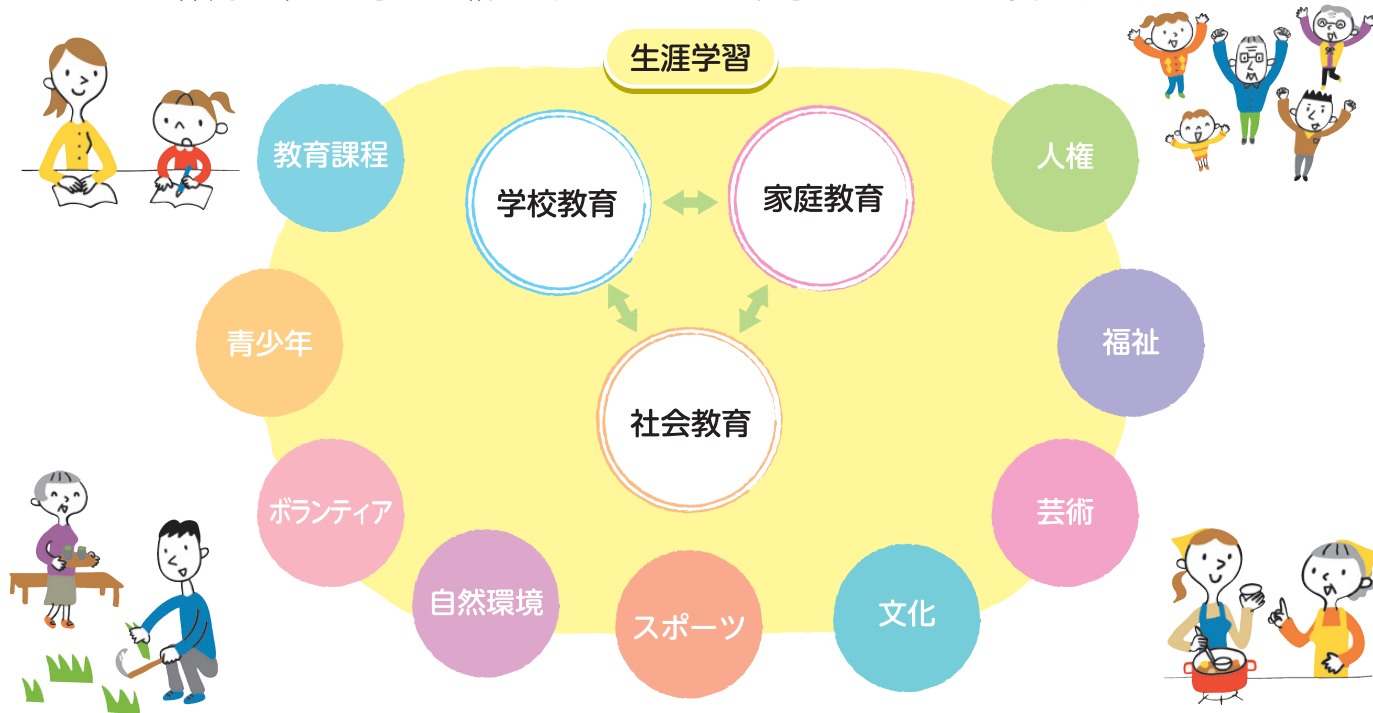 生涯学習
教育課程
学校教育
家庭教育
人権
青少年
福祉
社会教育
ボランティア
芸術
自然環境
スポーツ
文化